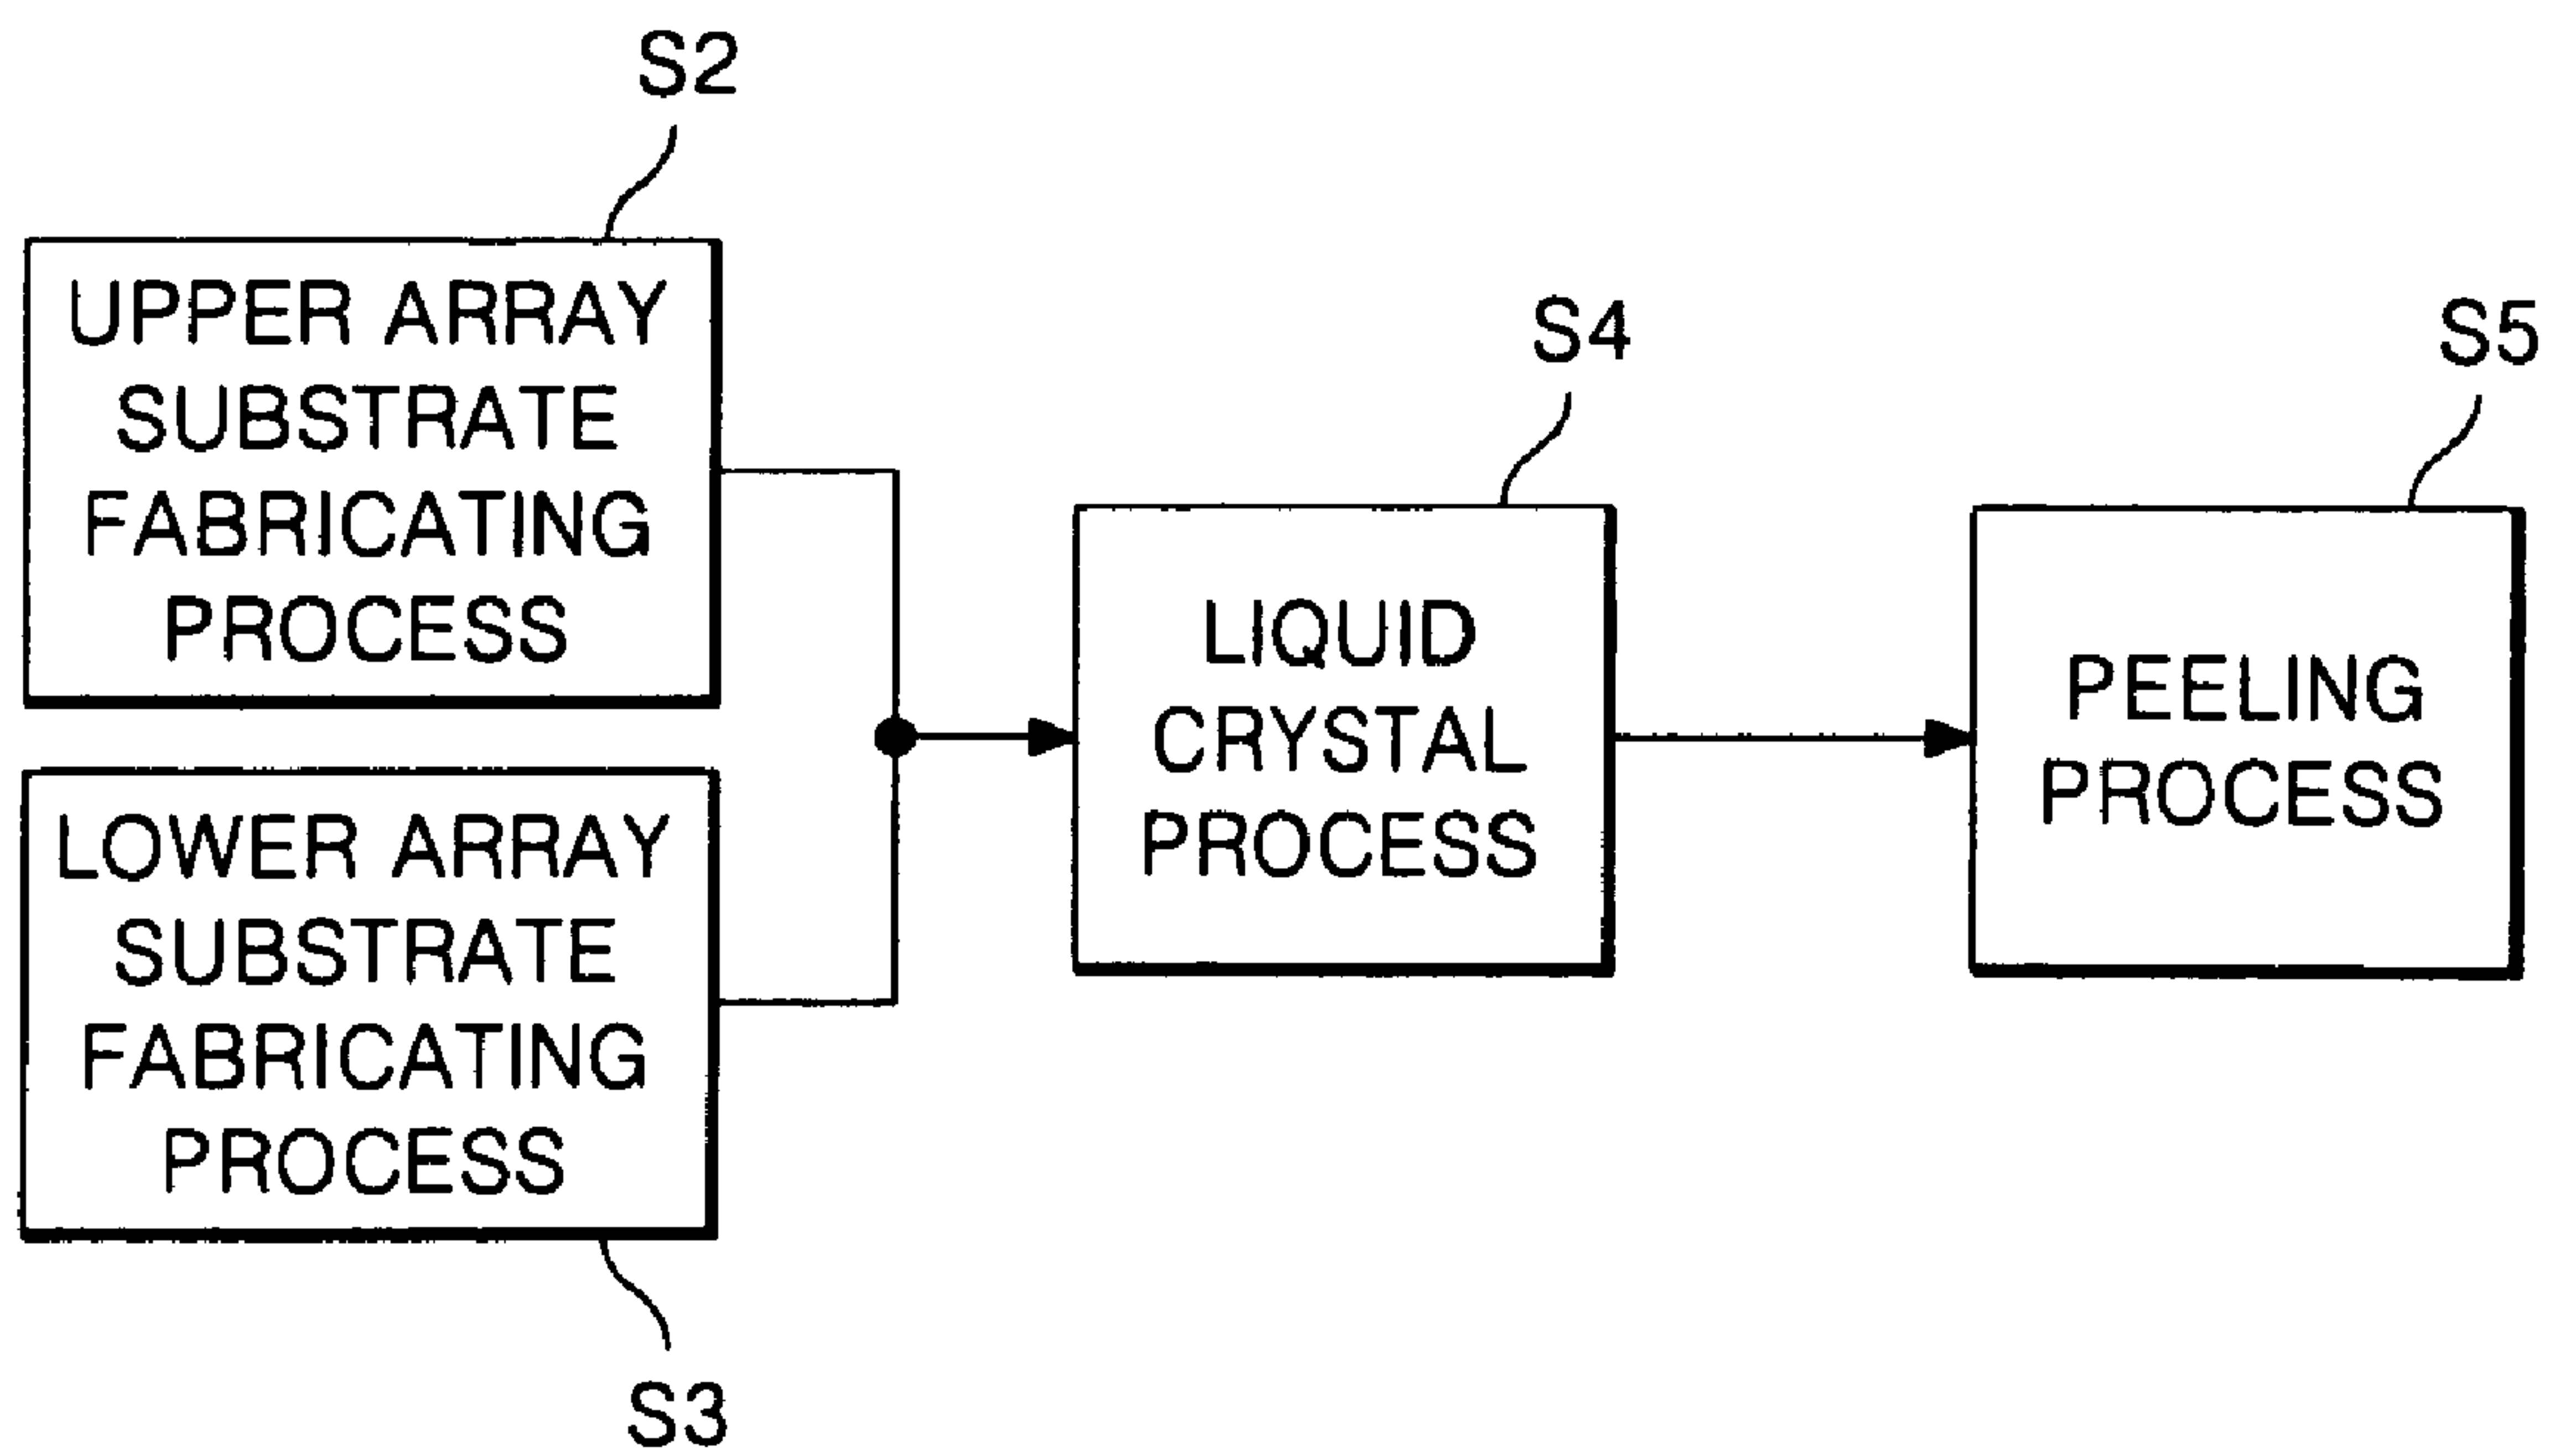 S2
UPPER ARRAY
SUBSTRATE
FABRICATING
PROCESS
LOWER ARRAY
SUBSTRATE
FABRICATING
PROCESS
S3
S4
LIQUID
CRYSTAL
PROCESS
S5
PEELING
PROCESS